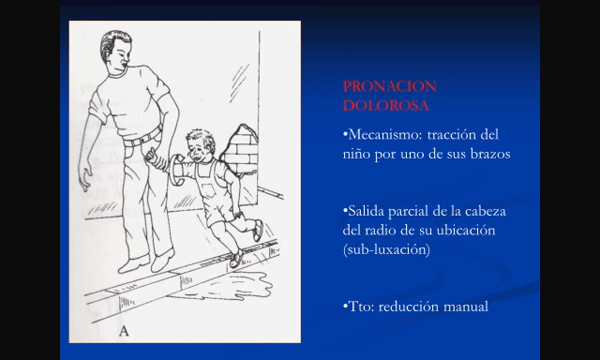 PRONACION
DOLOROSA
•Mecanismo: tracción del
niño por uno de sus brazos
•Salida parcial de la cabeza
del radio de su ubicación
(sub-luxación)
•Tto: reducción manual
A